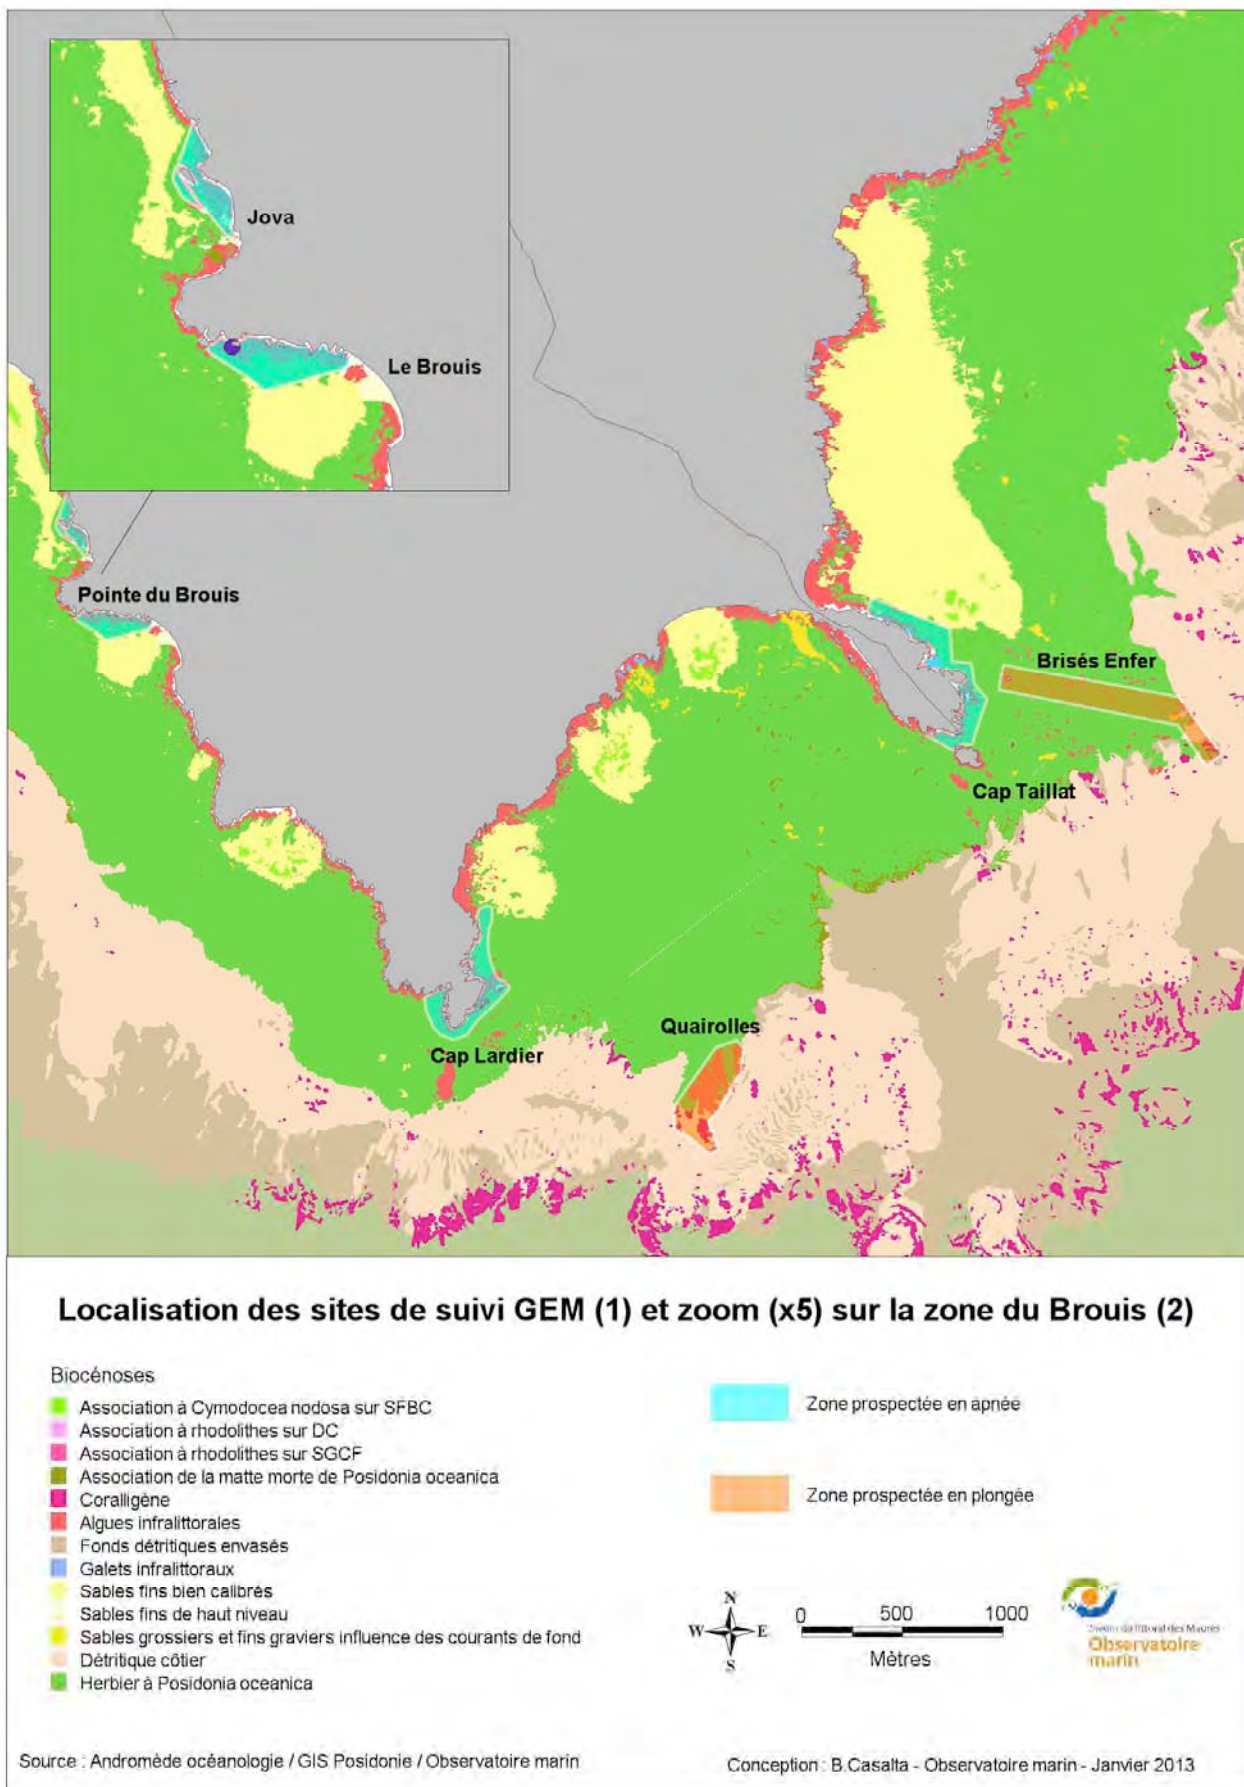 Jova
Le Brouis
Pointe du Brouis
Brisés Enfer
Cap Taillat
Quairolles
Cap Lardier
Localisation des sites de suivi GEM (1) et zoom (x5) sur la zone du Brouis (2)
Biocénoses
Association à Cymodocea nodosa sur SFBC
Association à rhodolithes sur DC
Association à rhodolithes sur SGCF
Association de la matte morte de Posidonia oceanica
Coralligène
Algues infralittorales
Fonds détritiques envasés
Galets infralittoraux
Sables fins bien calibrés
Sables fins de haut niveau
Sables grossiers et fins graviers influence des courants de fond
Détritique côtier
Herbier à Posidonia oceanica
Zone prospectée en apnée
Zone prospectée en plongée
N
W E
S
0 500 1000
Mètres
du littoral des Maures
Observatoire
marin
Source : Andromède océanologie / GIS Posidonie / Observatoire marin
Conception : B.Casalta - Observatoire marin - Janvier 2013